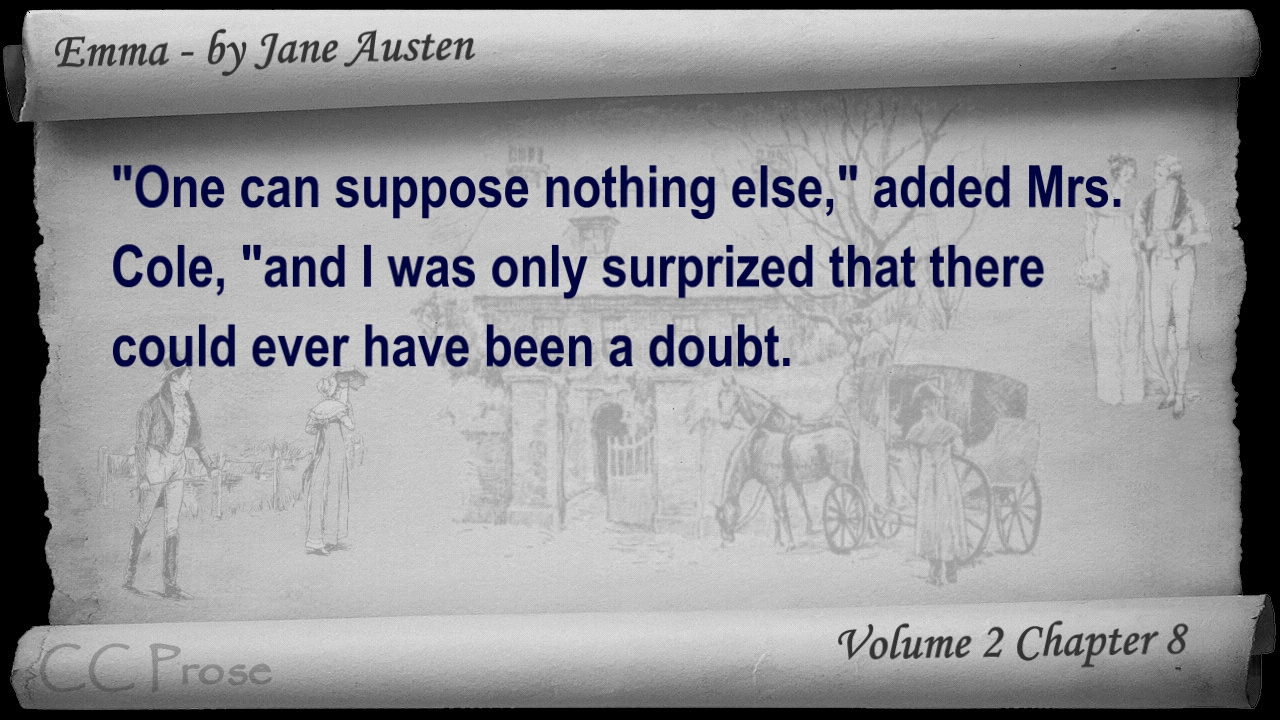 Emma - by Jane Austen
"One can suppose nothing else," added Mrs.
Cole, "and I was only surprized that there
could ever have been a doubt.
Volume 2 Chapter 8
CC Prose